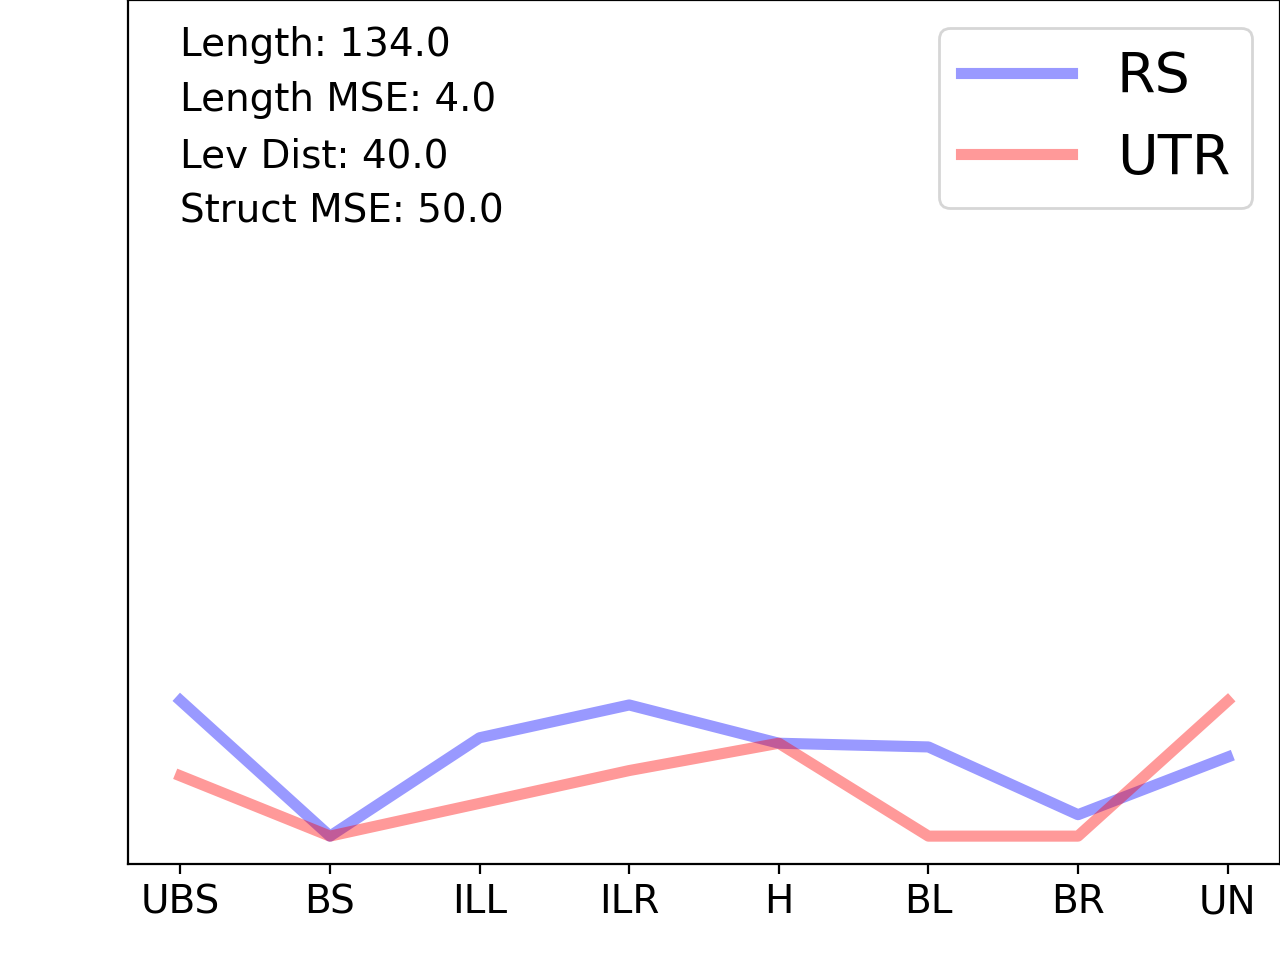 Length: 134.0
Length MSE: 4.0
Lev Dist: 40.0
Struct MSE: 50.0
RS
UTR
UBS BS ILL ILR H BL BR UN